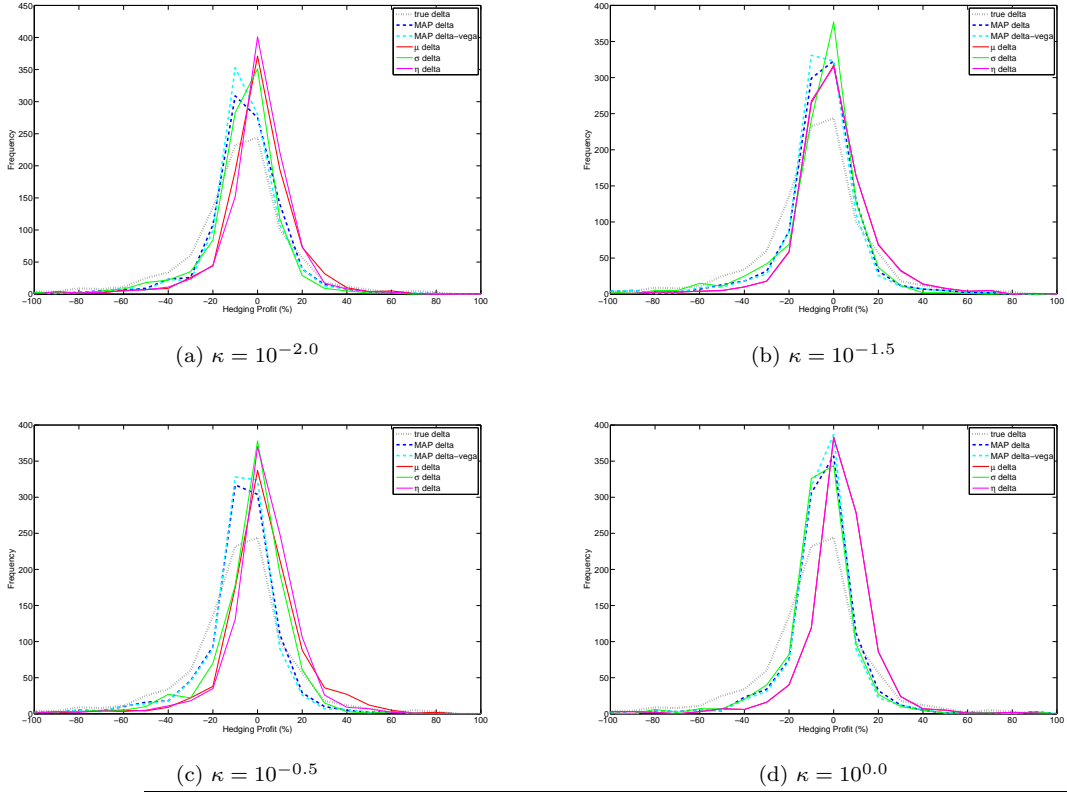 450
400
350
300
250
200
150
100
50
0
Frequency
true delta
MAP delta
MAP delta−vega
μ delta
σ delta
η delta
−100 −80 −60 −40 −20 0 20 40 60 80 100
Hedging Profit (%)
(a) κ = 10^{−2.0}
400
350
300
250
200
150
100
50
0
Frequency
true delta
MAP delta
MAP delta−vega
μ delta
σ delta
η delta
−100 −80 −60 −40 −20 0 20 40 60 80 100
Hedging Profit (%)
(b) κ = 10^{−1.5}
400
350
300
250
200
150
100
50
0
Frequency
true delta
MAP delta
MAP delta−vega
μ delta
σ delta
η delta
−100 −80 −60 −40 −20 0 20 40 60 80 100
Hedging Profit (%)
(c) κ = 10^{−0.5}
400
350
300
250
200
150
100
50
0
Frequency
true delta
MAP delta
MAP delta−vega
μ delta
σ delta
η delta
−100 −80 −60 −40 −20 0 20 40 60 80 100
Hedging Profit (%)
(d) κ = 10^{0.0}